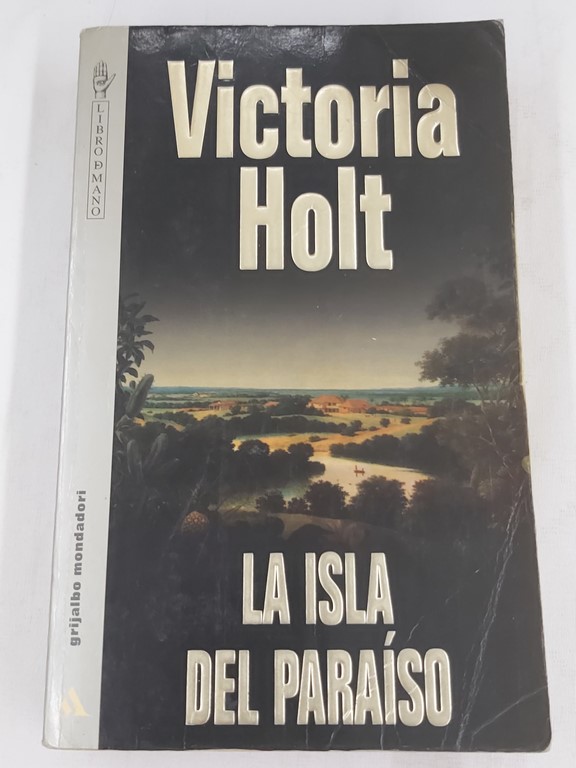 Victoria
Holt
LIBRO DE MANO
grijalbo mondadori
LA ISLA
DEL PARAÍSO